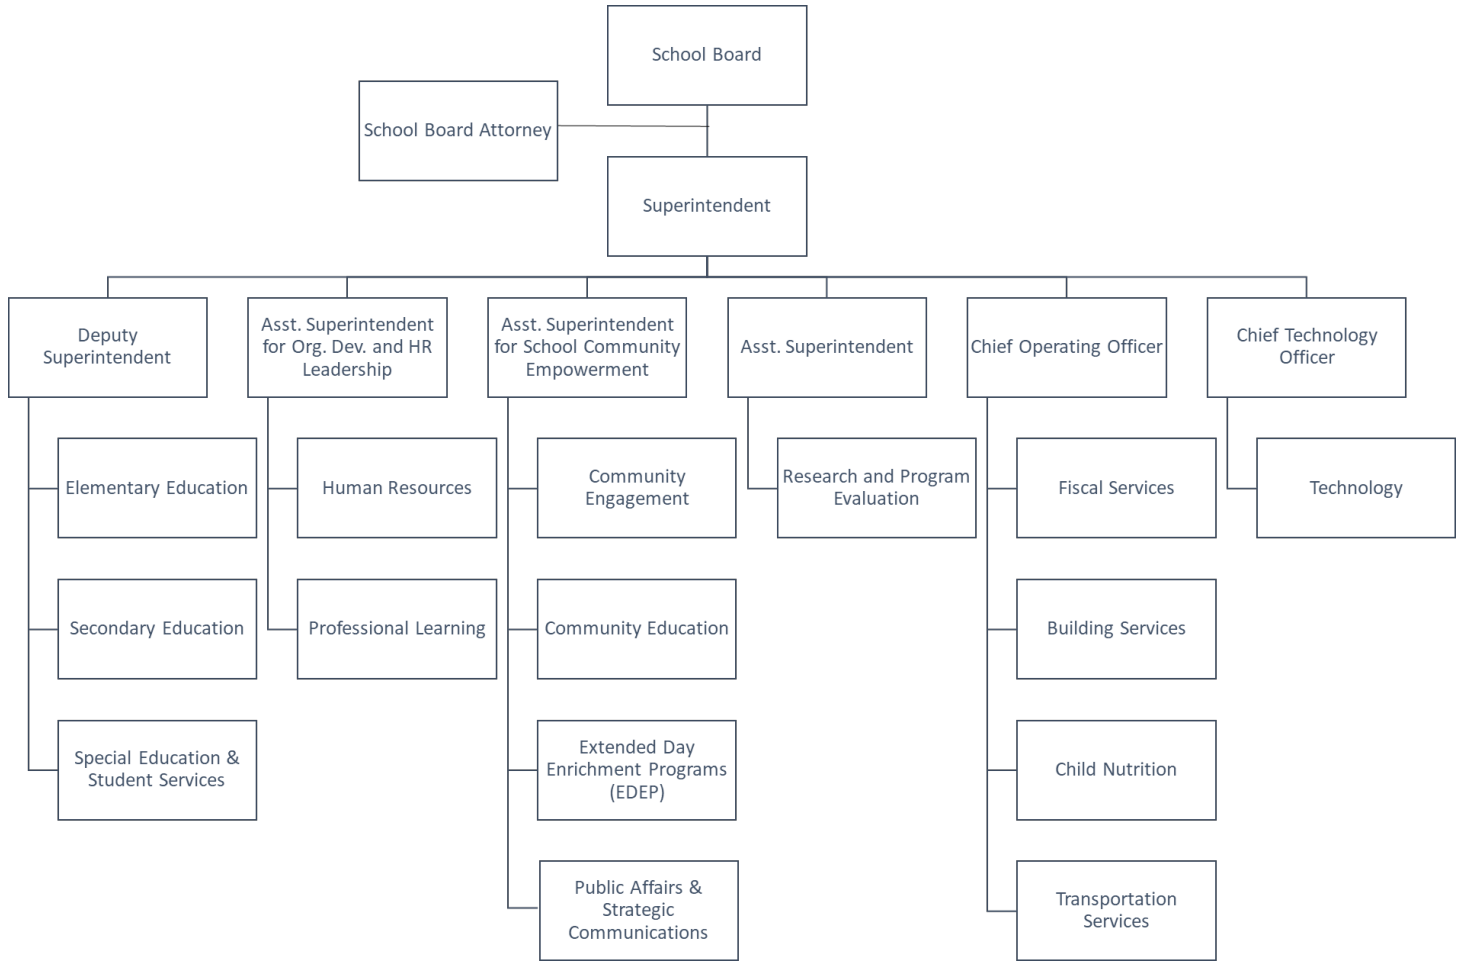 School Board
School Board Attorney
Superintendent
Deputy
Superintendent
Asst. Superintendent
for Org. Dev. and HR
Leadership
Asst. Superintendent
for School Community
Empowerment
Asst. Superintendent
Chief Operating Officer
Chief Technology
Officer
Elementary Education
Human Resources
Community
Engagement
Research and Program
Evaluation
Fiscal Services
Technology
Secondary Education
Professional Learning
Community Education
Building Services
Special Education &
Student Services
Extended Day
Enrichment Programs
(EDEP)
Child Nutrition
Public Affairs &
Strategic
Communications
Transportation
Services